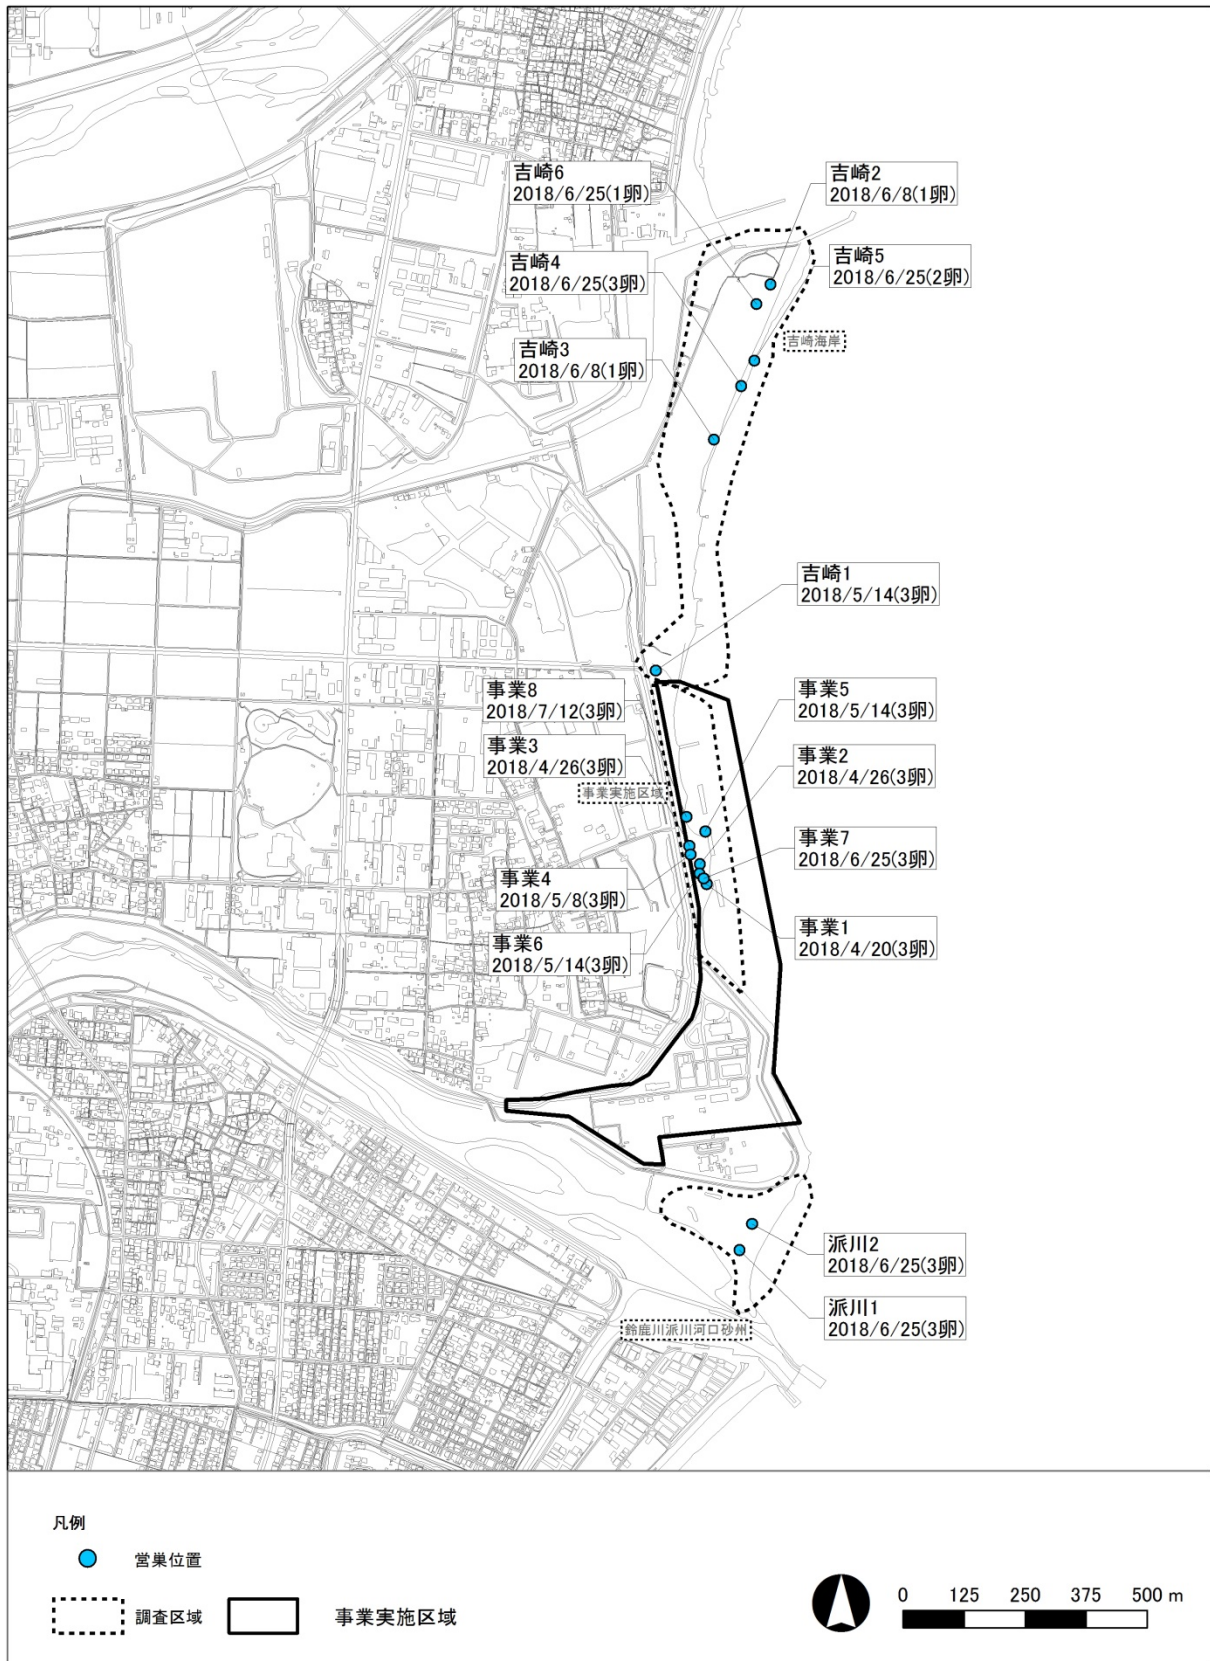 吉崎6
2018/6/25(1卵)
吉崎2
2018/6/8(1卵)
吉崎4
2018/6/25(3卵)
吉崎5
2018/6/25(2卵)
吉崎3
2018/6/8(1卵)
吉崎海岸
吉崎1
2018/5/14(3卵)
事業8
2018/7/12(3卵)
事業5
2018/5/14(3卵)
事業3
2018/4/26(3卵)
事業2
2018/4/26(3卵)
事業実施区域
事業7
2018/6/25(3卵)
事業4
2018/5/8(3卵)
事業1
2018/4/20(3卵)
事業6
2018/5/14(3卵)
派川2
2018/6/25(3卵)
派川1
2018/6/25(3卵)
鈴鹿川派川河口砂州
凡例
営巣位置
調査区域
事業実施区域
0 125 250 375 500 m